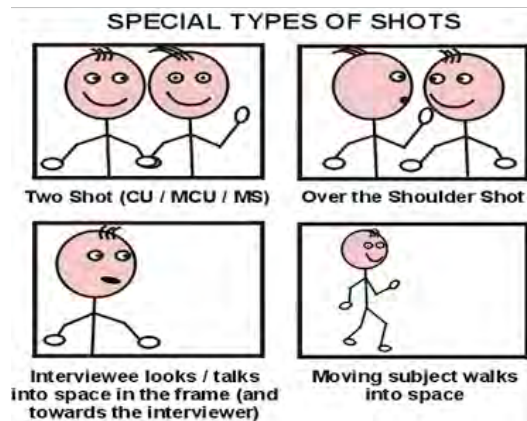 SPECIAL TYPES OF SHOTS
Two Shot (CU / MCU / MS)
Over the Shoulder Shot
Interviewee looks / talks
into space in the frame (and
towards the interviewer)
Moving subject walks
into space